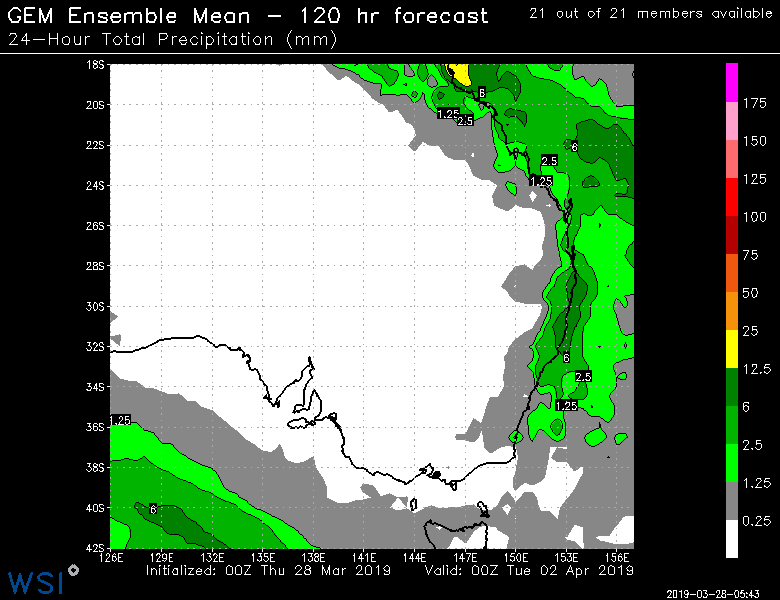 GEM Ensemble Mean – 120 hr forecast
21 out of 21 members available
24–Hour Total Precipitation (mm)
18S
6
175
20S
1.25
2.5
150
22S
6
2.5
125
24S
1.25
100
26S
75
28S
50
30S
25
32S
6
12.5
34S
2.5
6
1.25
1.25
36S
2.5
38S
1.25
40S
6
0.25
42S
126E 129E 132E 135E 138E 141E 144E 147E 150E 153E 156E
Initialized: 00Z Thu 28 Mar 2019 Valid: 00Z Tue 02 Apr 2019
WSI
2019-03-28-05:43